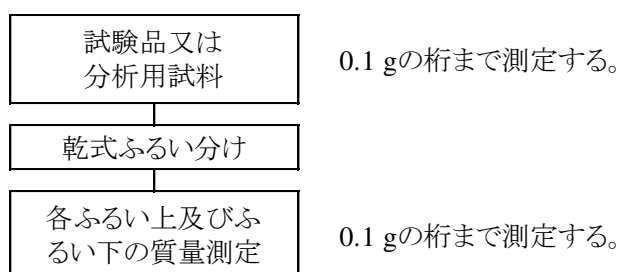 試験品又は
分析用試料
0.1 gの桁まで測定する。
乾式ふるい分け
各ふるい上及びふ
るい下の質量測定
0.1 gの桁まで測定する。